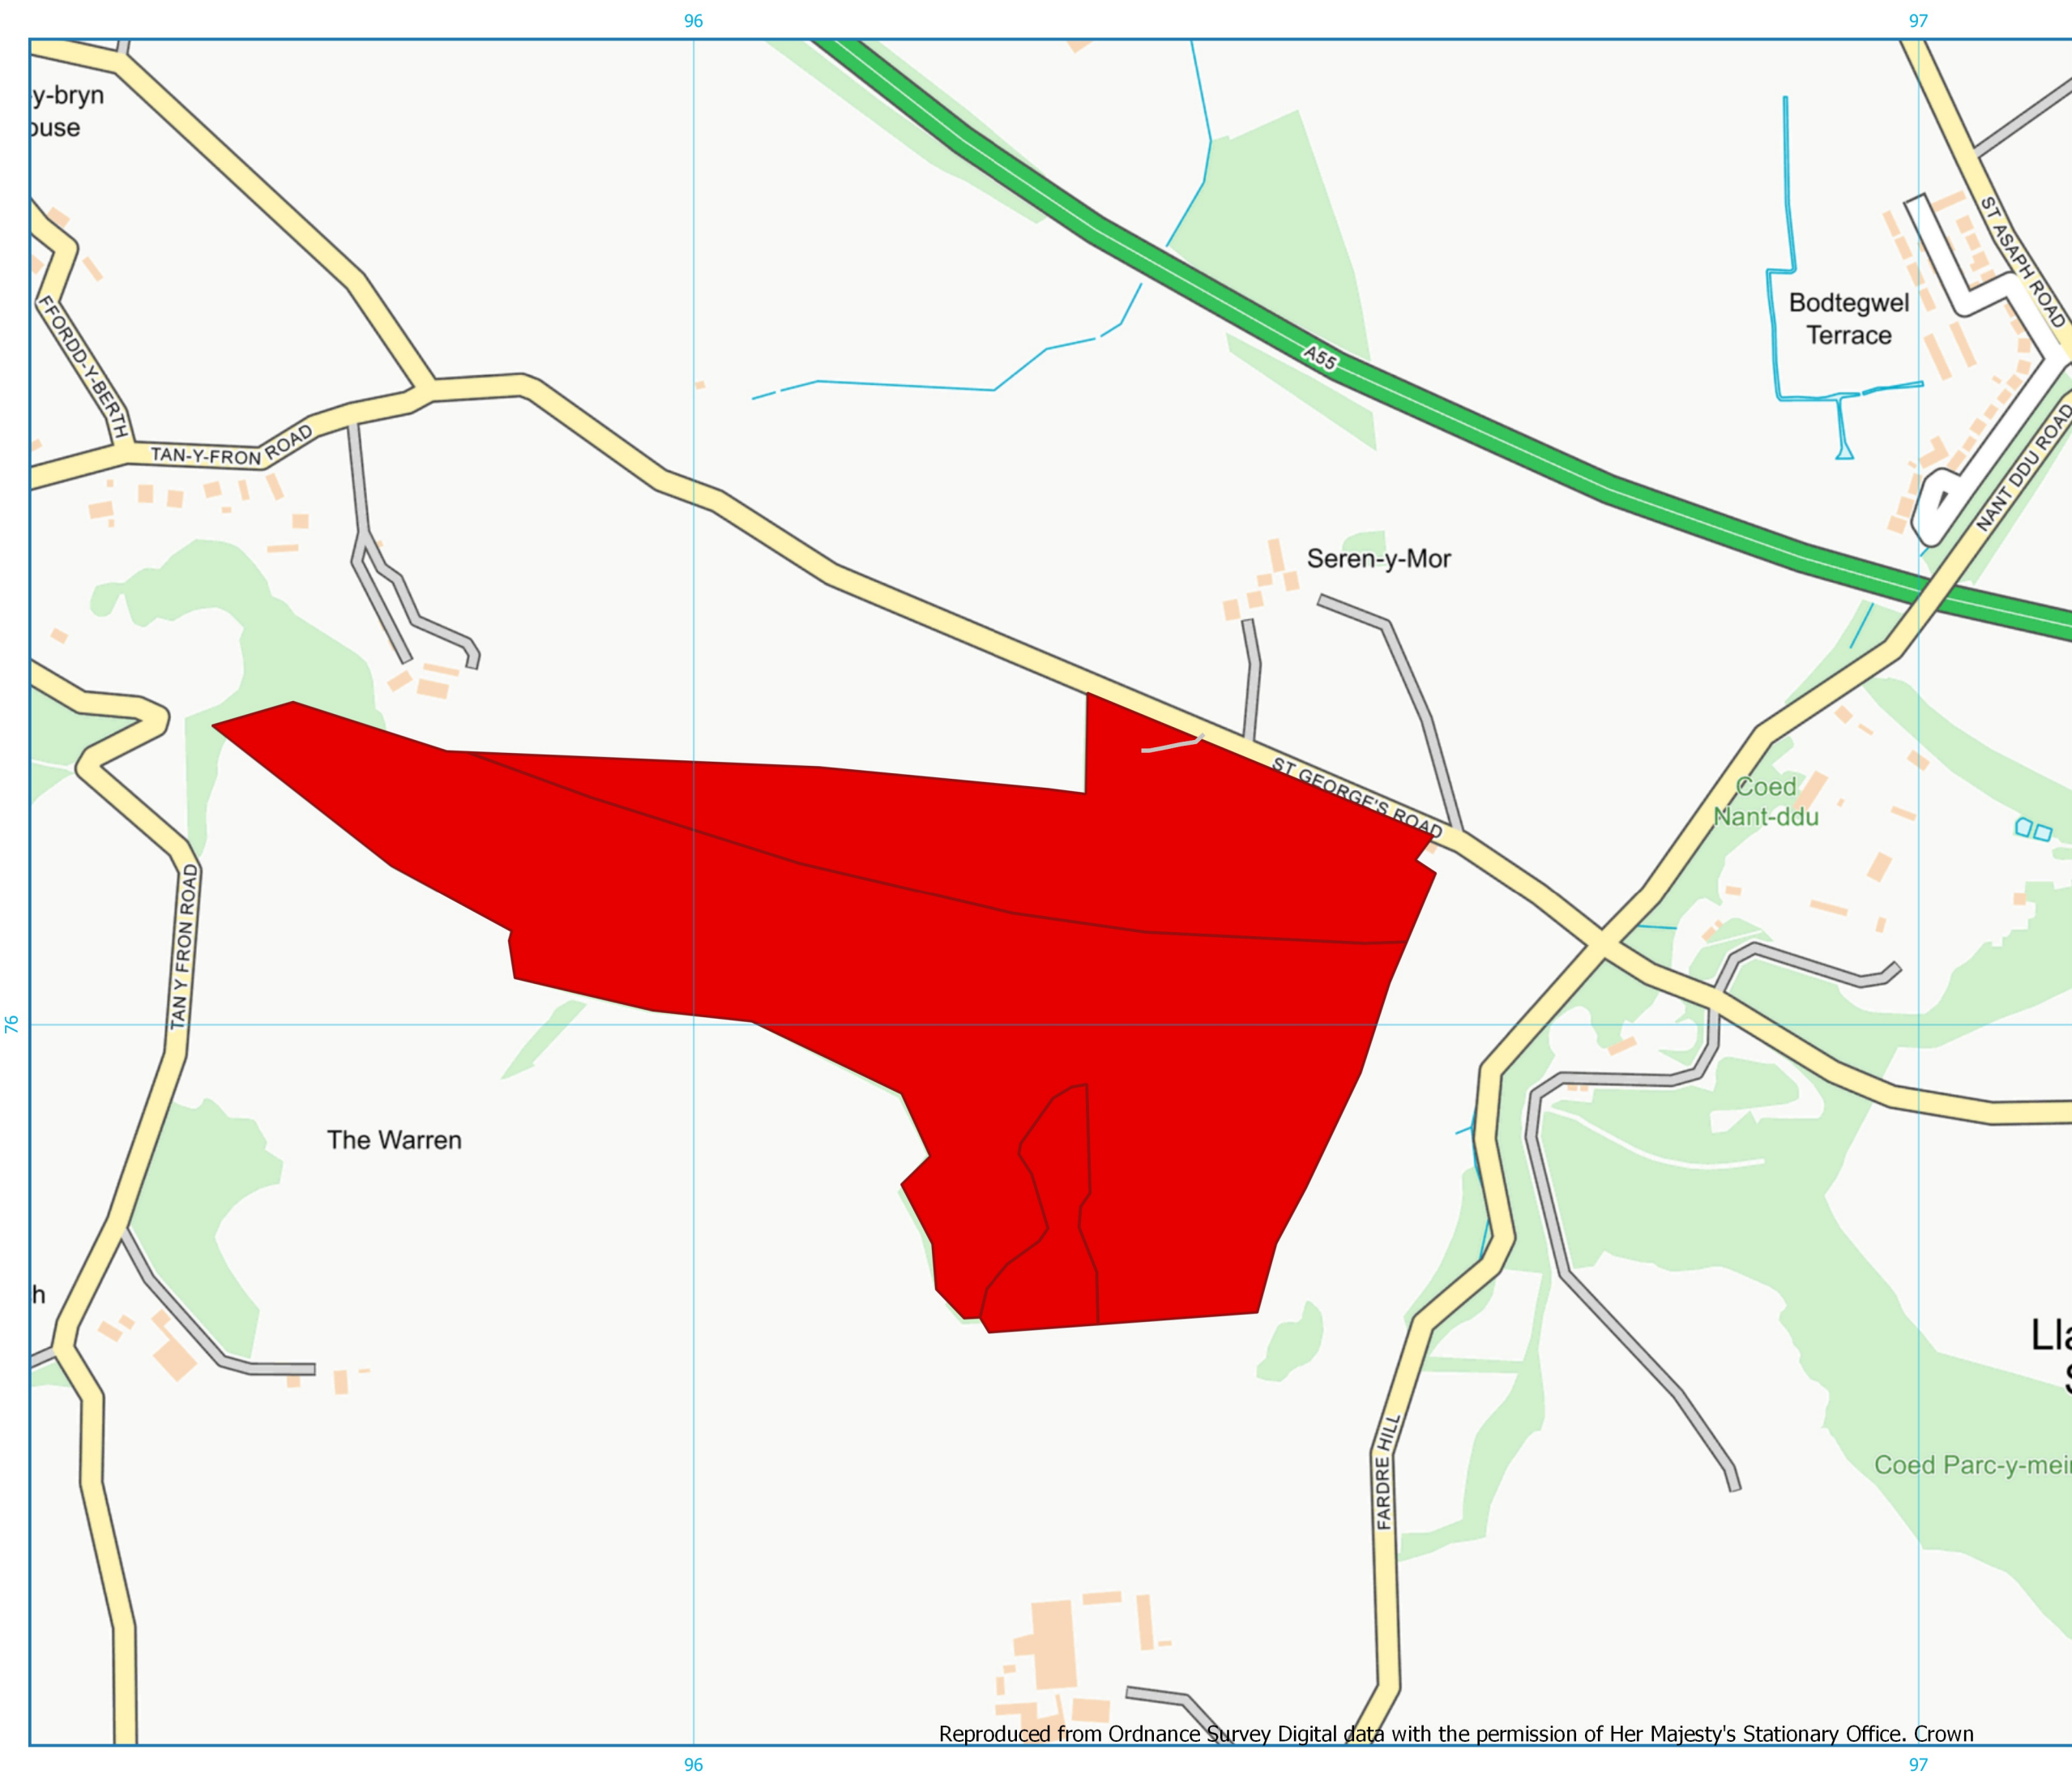 96
97
y-bryn
ouse
FFORDD-Y-BERTH
TAN-Y-FRON ROAD
ST ASAPH ROAD
Bodtegwel
Terrace
A55
NANT DDU ROAD
Seren-y-Mor
ST GEORGE'S ROAD
Coed
Nant-ddu
TAN Y FRON ROAD
76
The Warren
h
Lla
S
FARDRE HILL
Coed Parc-y-mei
Reproduced from Ordnance Survey Digital data with the permission of Her Majesty's Stationary Office. Crown
96
97